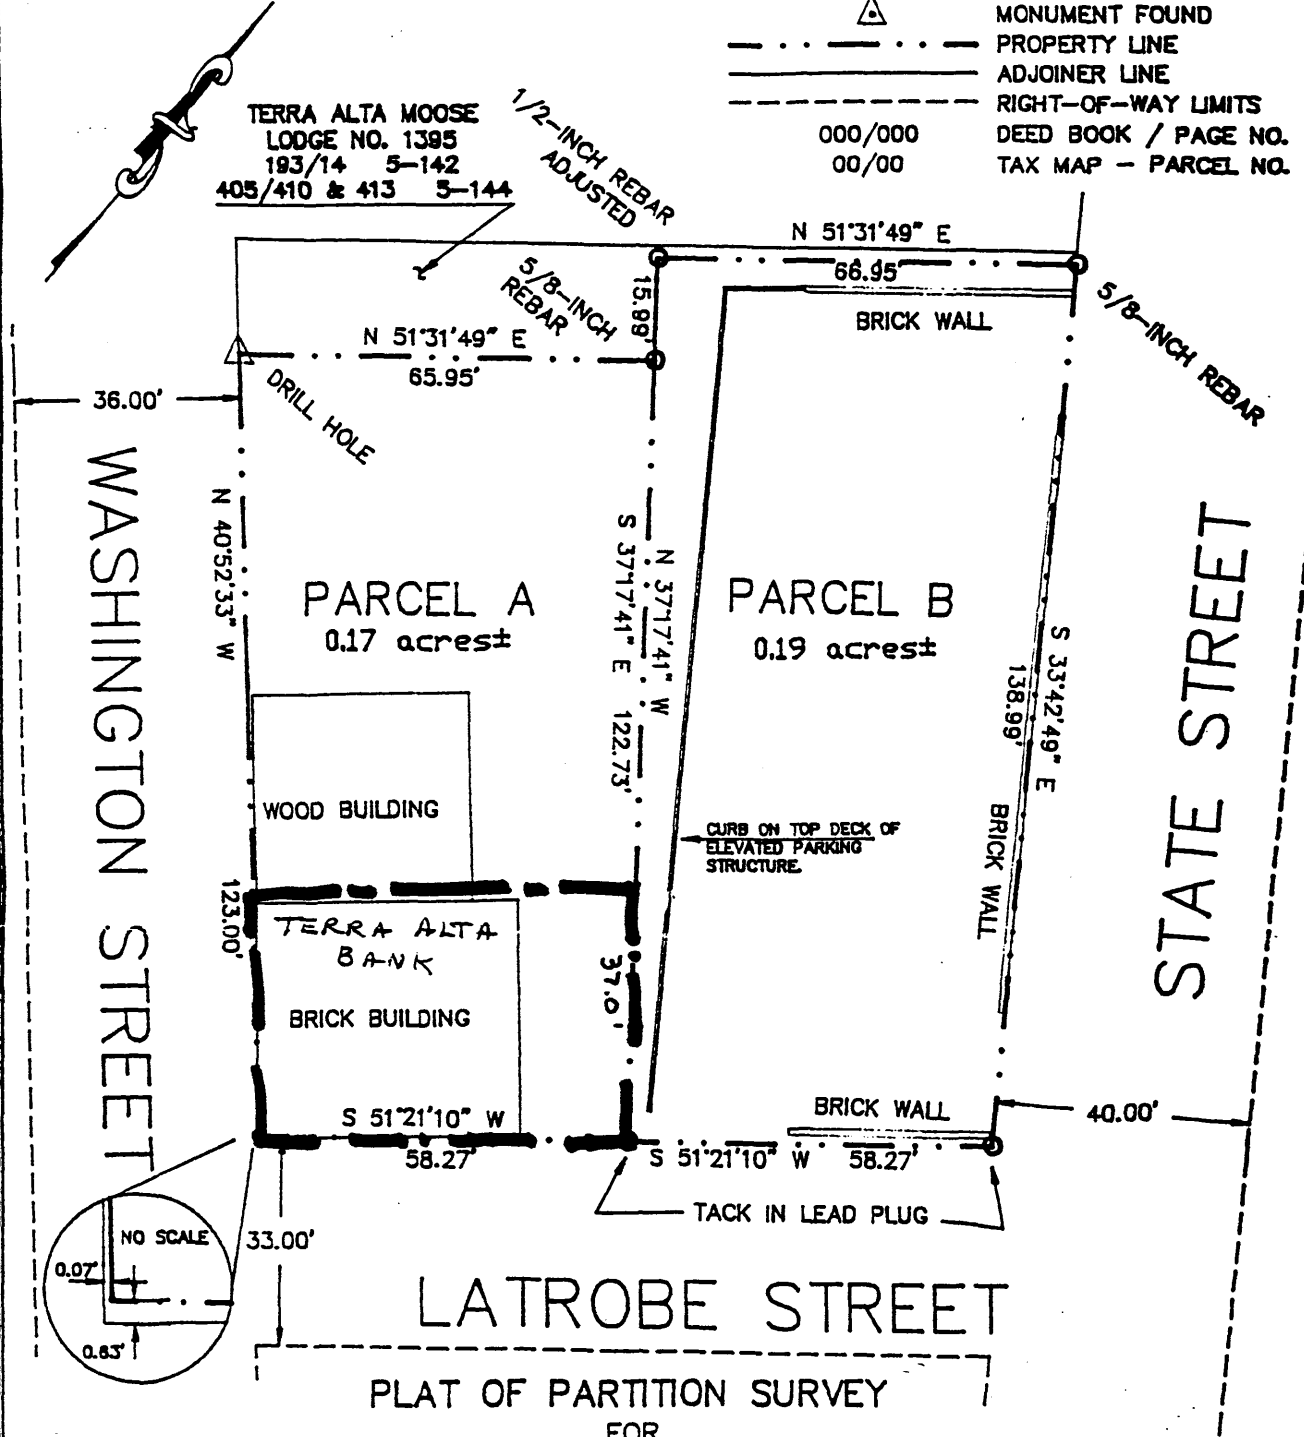 MONUMENT FOUND
PROPERTY LINE
ADJOINER LINE
RIGHT-OF-WAY LIMITS
000/000 DEED BOOK / PAGE NO.
00/00 TAX MAP - PARCEL NO.
TERRA ALTA MOOSE
LODGE NO. 1395
193/14 5-142
405/410 & 413 5-144
1/2-INCH REBAR
ADJUSTED
N 51°31'49" E
66.95'
5/8-INCH
REBAR
15.99'
BRICK WALL
5/8-INCH REBAR
N 51°31'49" E
65.95'
36.00'
DRILL HOLE
WASHINGTON STREET
N 40°52'33" W
123.00'
PARCEL A
0.17 acres±
S 37°17'41" E 122.73'
N 37°17'41" W
PARCEL B
0.19 acres±
S 33°42'49" E
138.99'
STATE STREET
WOOD BUILDING
CURB ON TOP DECK OF
ELEVATED PARKING
STRUCTURE.
BRICK WALL
TERRA ALTA
BANK
37.0'
BRICK BUILDING
S 51°21'10" W
58.27'
BRICK WALL
40.00'
S 51°21'10" W 58.27'
TACK IN LEAD PLUG
NO SCALE
0.07'
0.63'
33.00'
LATROBE STREET
PLAT OF PARTITION SURVEY
FOR